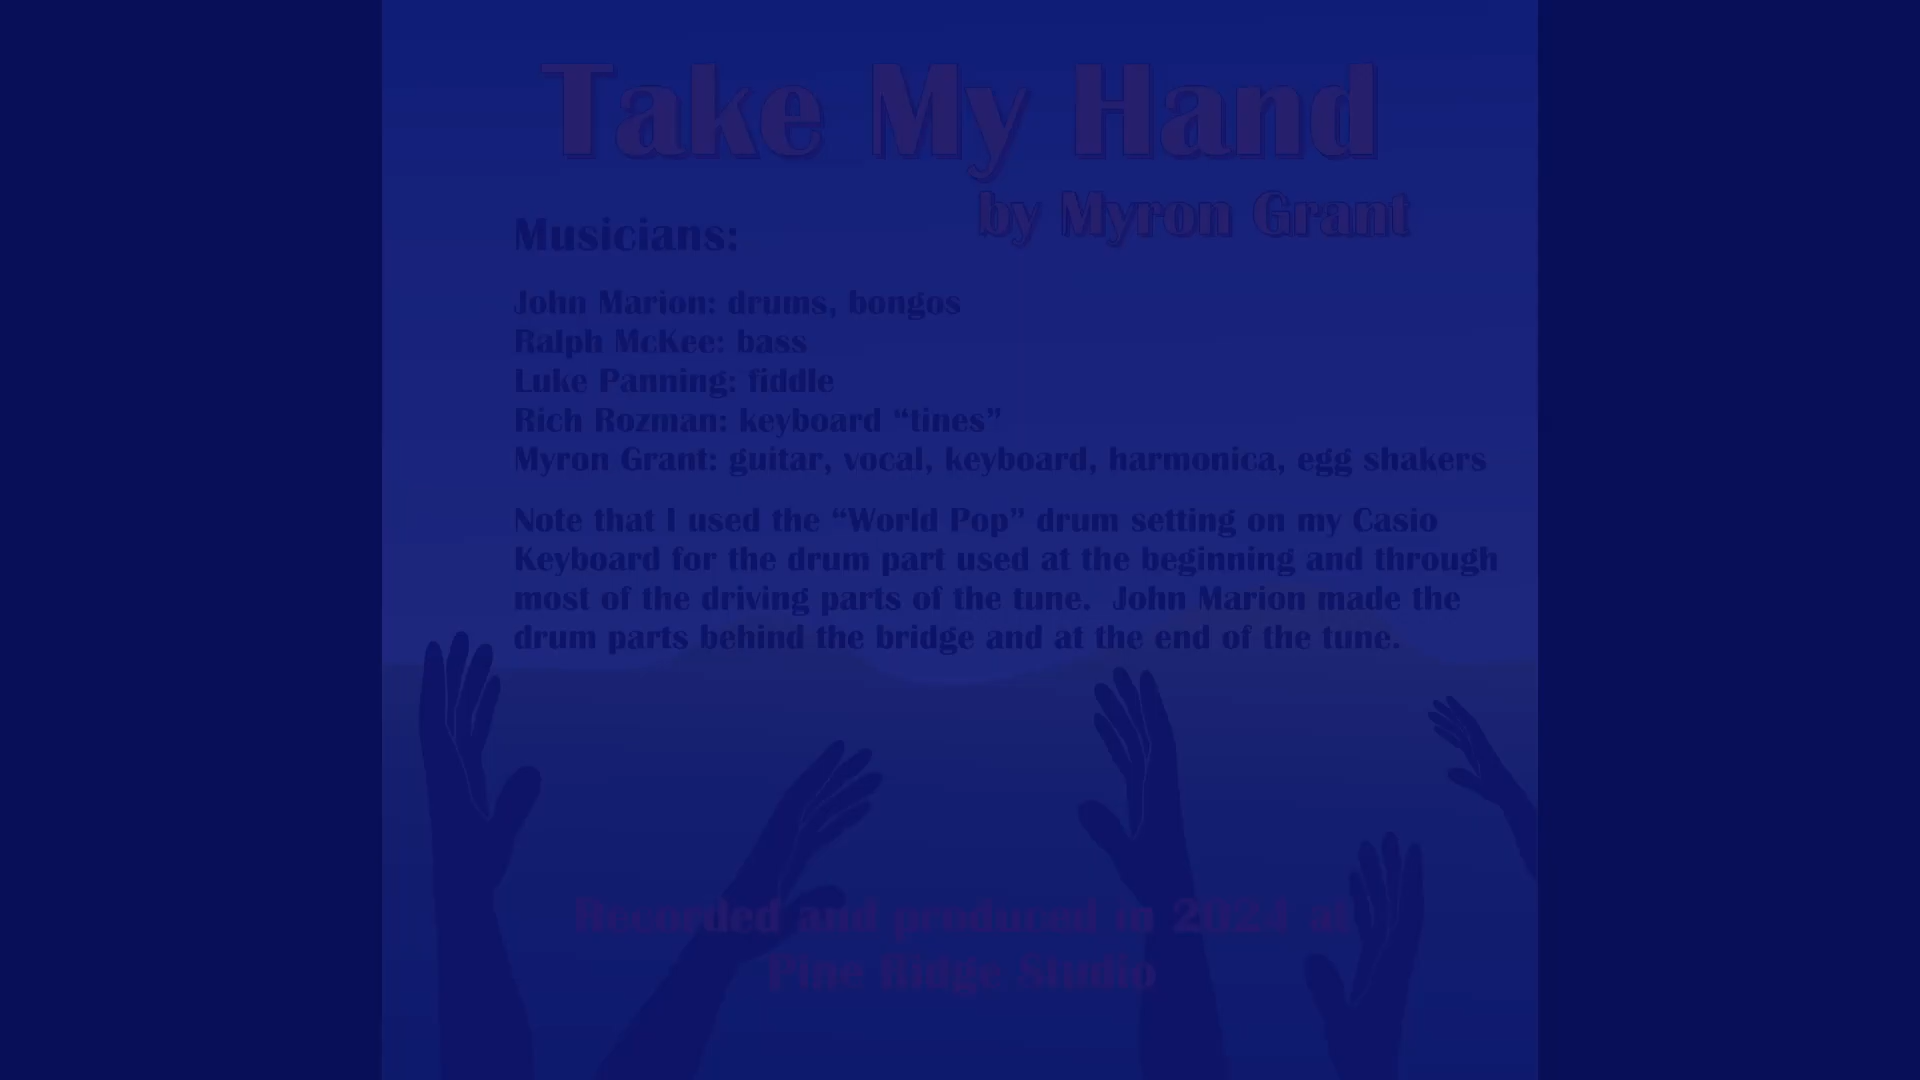 Take My Hand
by Myron Grant
Musicians:
John Marion: drums, bongos
Ralph McKee: bass
Luke Panning: fiddle
Rich Rozman: keyboard “tines”
Myron Grant: guitar, vocal, keyboard, harmonica, egg shakers
Note that I used the “World Pop” drum setting on my Casio
Keyboard for the drum part used at the beginning and through
most of the driving parts of the tune.  John Marion made the
drum parts behind the bridge and at the end of the tune.
Recorded and produced in 2024 at
Pine Ridge Studio